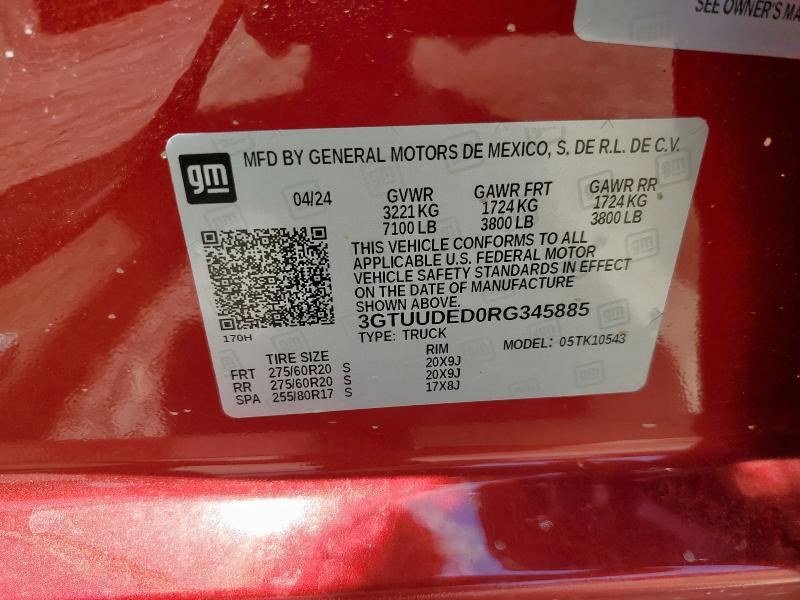 SEE OWNER'S MA
gm
MFD BY GENERAL MOTORS DE MEXICO, S. DE R.L. DE C.V.
04/24
GVWR
3221 KG
7100 LB
GAWR FRT
1724 KG
3800 LB
GAWR RR
1724 KG
3800 LB
THIS VEHICLE CONFORMS TO ALL
APPLICABLE U.S. FEDERAL MOTOR
VEHICLE SAFETY STANDARDS IN EFFECT
ON THE DATE OF MANUFACTURE
SHOWN ABOVE.
3GTUUDED0RG345885
170H
TYPE: TRUCK
MODEL: 05TK10543
TIRE SIZE RIM
FRT 275/60R20 S 20X9J
RR 275/60R20 S 20X9J
SPA 255/80R17 S 17X8J